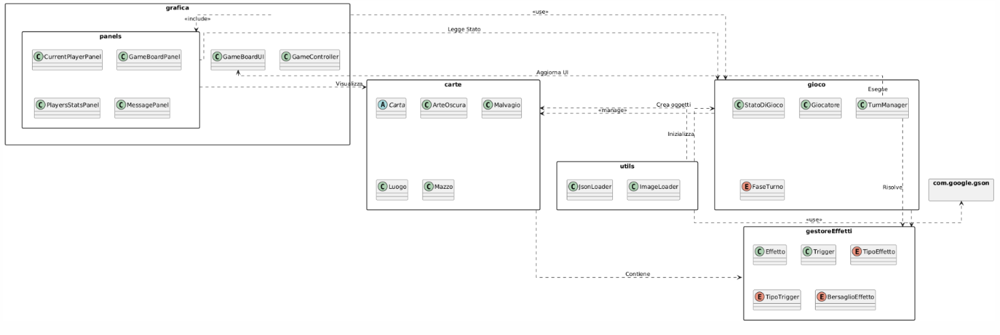 grafica
«include»
«use»
panels
Legge Stato
C CurrentPlayerPanel
C GameBoardPanel
C GameBoardUI
C GameController
Aggiorna UI
Visualizza
carte
gioco
Esegue
C PlayersStatsPanel
C MessagePanel
A Carta
C ArteOscura
C Malvagio
Crea oggetti
«manage»
C StatoDiGioco
C Giocatore
C TurnManager
Inizializza
utils
C Luogo
C Mazzo
C JsonLoader
C ImageLoader
E FaseTurno
Risolve
com.google.gson
«use»
gestoreEffetti
C Effetto
C Trigger
E TipoEffetto
Contiene
E TipoTrigger
E BersaglioEffetto